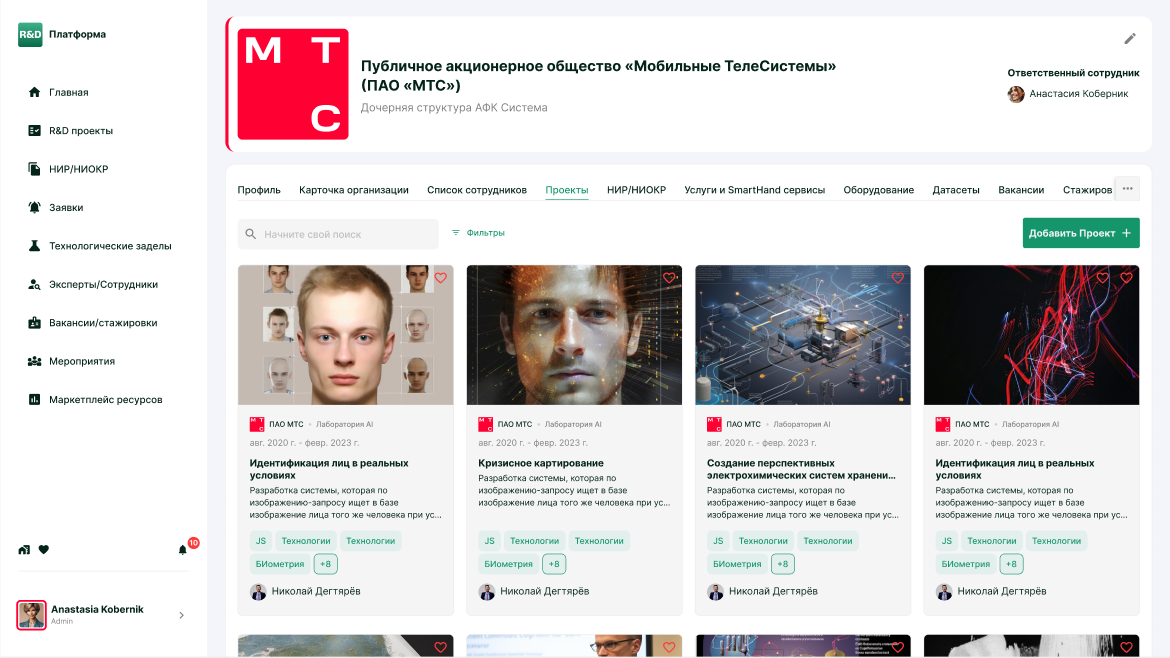 R&D Платформа
Главная
R&D проекты
НИР/НИОКР
Заявки
Технологические заделы
Эксперты/Сотрудники
Вакансии/стажировки
Мероприятия
Маркетплейс ресурсов
10
Anastasia Kobernik
Admin
М Т
С
Публичное акционерное общество «Мобильные ТелеСистемы»
(ПАО «МТС»)
Дочерняя структура АФК Система
Ответственный сотрудник
Анастасия Коберник
Профиль Карточка организации Список сотрудников Проекты НИР/НИОКР Услуги и SmartHand сервисы Оборудование Датасеты Вакансии Стажиров ...
Начните свой поиск
Фильтры
Добавить Проект +
М Т С ПАО МТС • Лаборатория AI
авг. 2020 г. - февр. 2023 г.
Идентификация лиц в реальных
условиях
Разработка системы, которая по
изображению-запросу ищет в базе
изображение лица того же человека при ус...
JS Технологии Технологии
БИометрия +8
Николай Дегтярёв
М Т С ПАО МТС • Лаборатория AI
авг. 2020 г. - февр. 2023 г.
Кризисное картирование
Разработка системы, которая по
изображению-запросу ищет в базе
изображение лица того же человека при ус...
JS Технологии Технологии
БИометрия +8
Николай Дегтярёв
М Т С ПАО МТС • Лаборатория AI
авг. 2020 г. - февр. 2023 г.
Создание перспективных
электрохимических систем хранени...
Разработка системы, которая по
изображению-запросу ищет в базе
изображение лица того же человека при ус...
JS Технологии Технологии
БИометрия +8
Николай Дегтярёв
М Т С ПАО МТС • Лаборатория AI
авг. 2020 г. - февр. 2023 г.
Идентификация лиц в реальных
условиях
Разработка системы, которая по
изображению-запросу ищет в базе
изображение лица того же человека при ус...
JS Технологии Технологии
БИометрия +8
Николай Дегтярёв